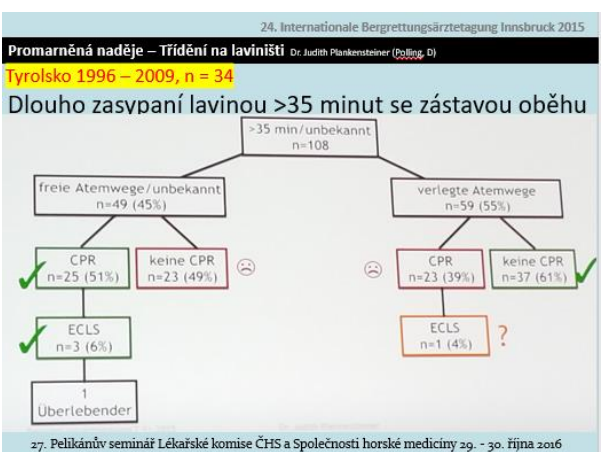 24. Internationale Bergrettungsärztetagung Innsbruck 2015
Promarněná naděje – Třídění na laviništi Dr. Judith Plankensteiner (Polling, D)
Tyrolsko 1996 – 2009, n = 34
Dlouho zasypaní lavinou >35 minut se zástavou oběhu
>35 min/unbekannt
n=108
freie Atemwege/unbekannt
n=49 (45%)
verlegte Atemwege
n=59 (55%)
CPR
n=25 (51%)
keine CPR
n=23 (49%)
CPR
n=23 (39%)
keine CPR
n=37 (61%)
ECLS
n=3 (6%)
ECLS
n=1 (4%)
?
1
Überlebender
Dr. Judith Plankensteiner
27. Pelikánův seminář Lékařské komise ČHS a Společnosti horské medicíny 29. - 30. října 2016